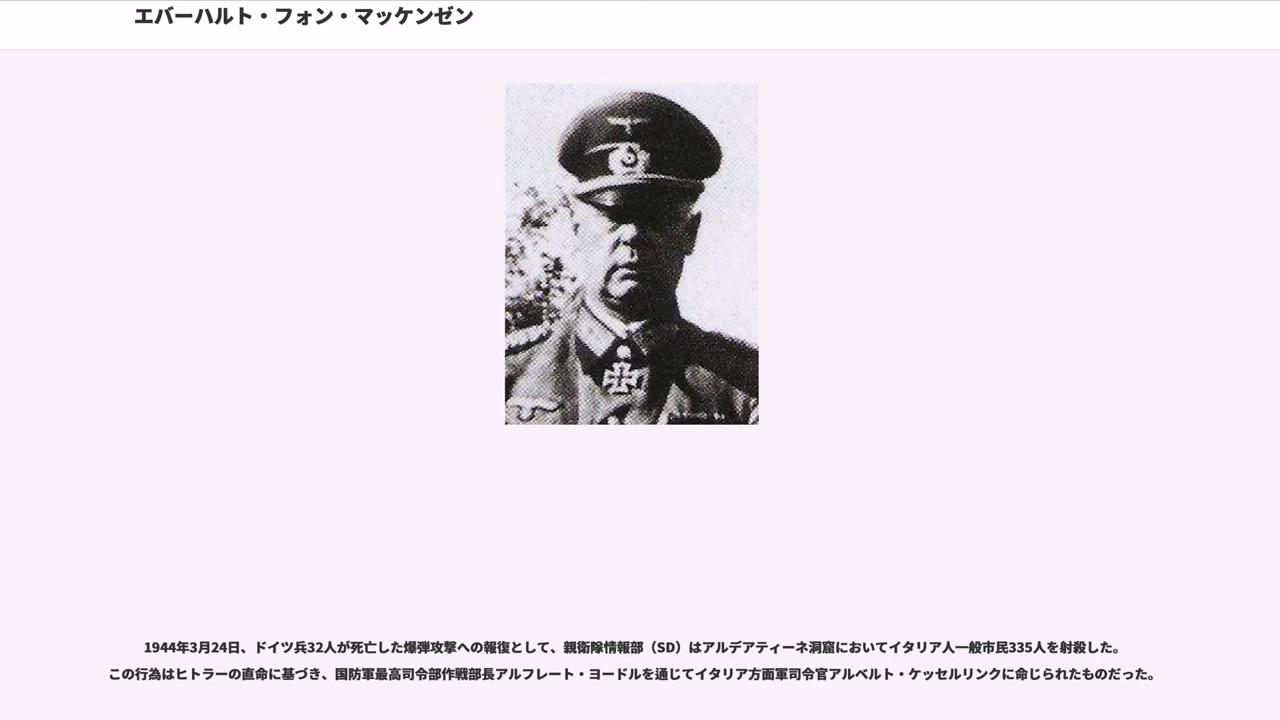 エバーハルト・フォン・マッケンゼン
1944年3月24日、ドイツ兵32人が死亡した爆弾攻撃への報復として、親衛隊情報部（SD）はアルデアティーネ洞窟においてイタリア人一般市民335人を射殺した。
この行為はヒトラーの直命に基づき、国防軍最高司令部作戦部長アルフレート・ヨードルを通じてイタリア方面軍司令官アルベルト・ケッセルリンクに命じられたものだった。